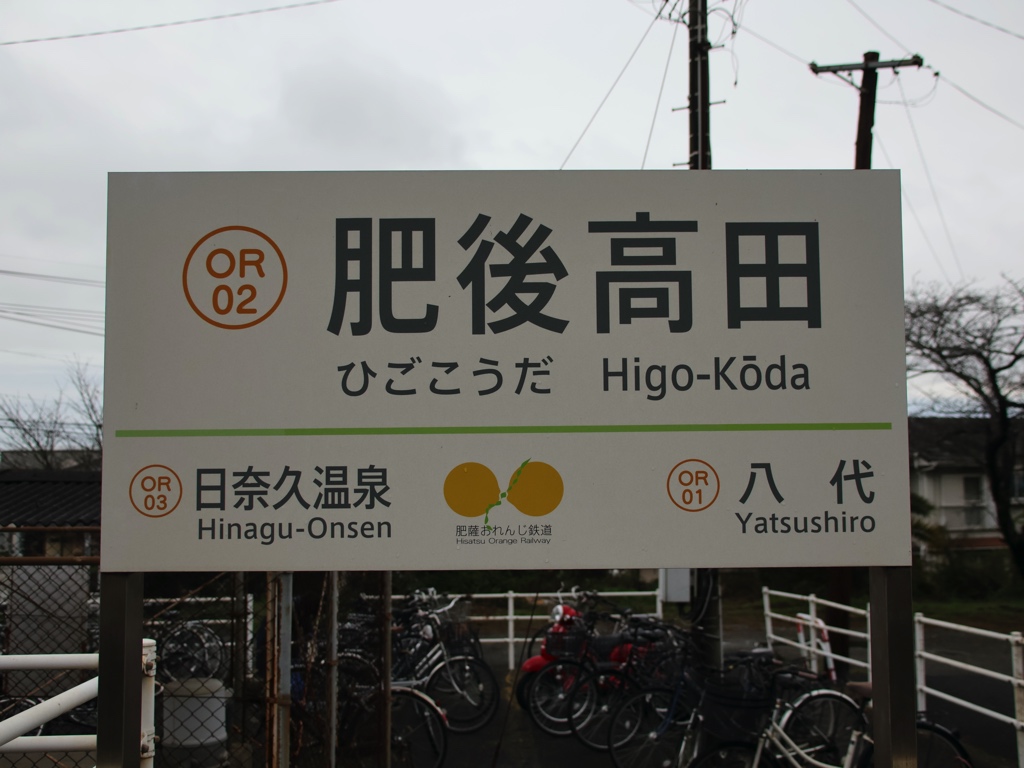 OR
02
肥後高田
ひごこうだ Higo-Kōda
OR
03
日奈久温泉
Hinagu-Onsen
肥薩おれんじ鉄道
Hisatsu Orange Railway
OR
01
八 代
Yatsushiro